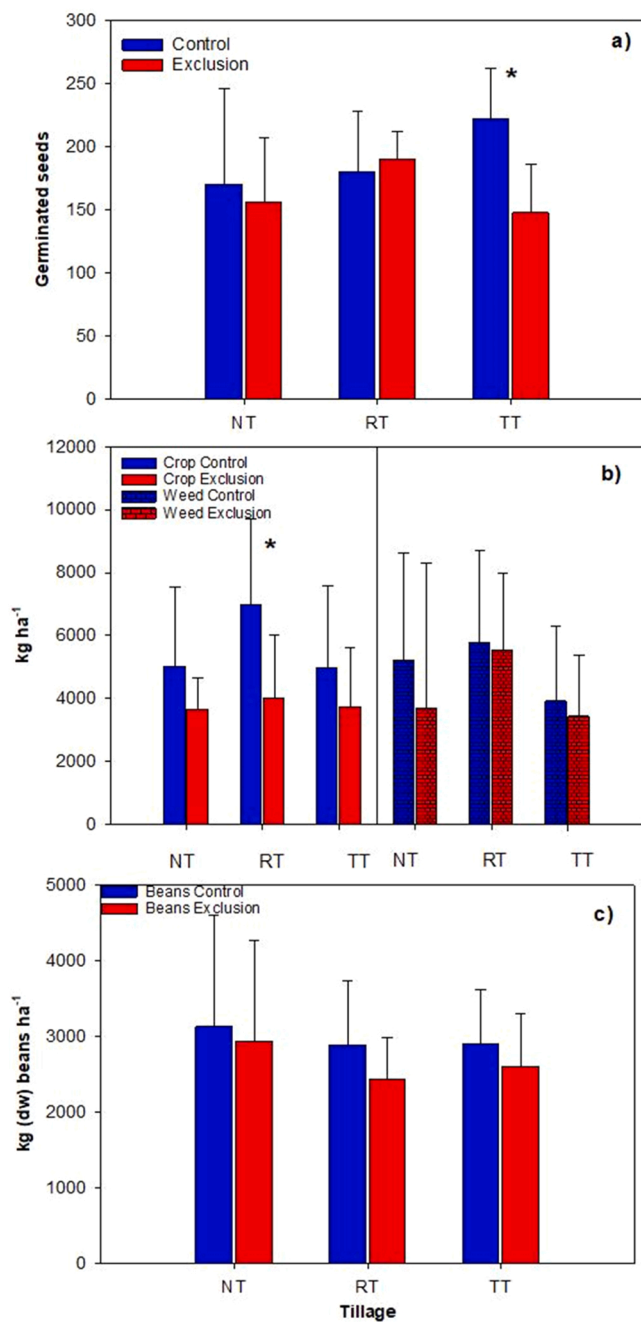 300
250
200
150
100
50
0
Germinated seeds
Control
Exclusion
a)
*
NT RT TT
12000
10000
8000
6000
4000
2000
0
kg ha⁻¹
Crop Control
Crop Exclusion
Weed Control
Weed Exclusion
b)
*
NT RT TT NT RT TT
5000
4000
3000
2000
1000
0
kg (dw) beans ha⁻¹
Beans Control
Beans Exclusion
c)
NT RT TT
Tillage